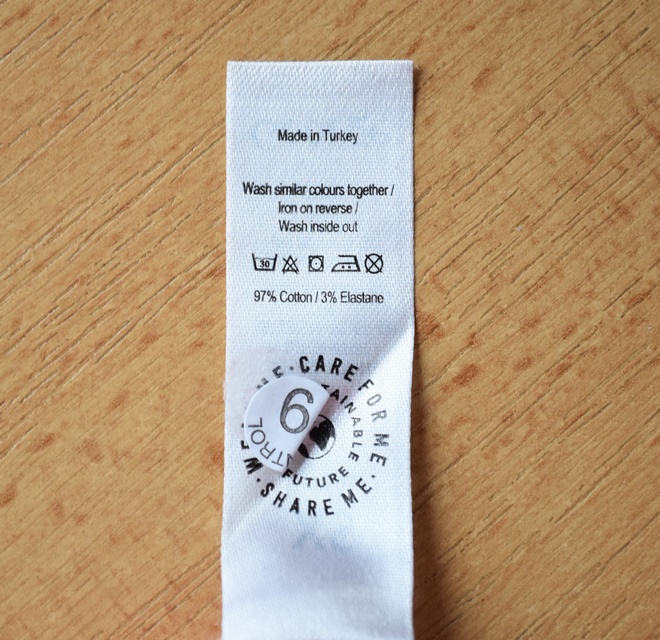 Made in Turkey
Wash similar colours together /
Iron on reverse /
Wash inside out
30
97% Cotton / 3% Elastane
CARE FOR ME.
SHARE ME.
FUTURE
6